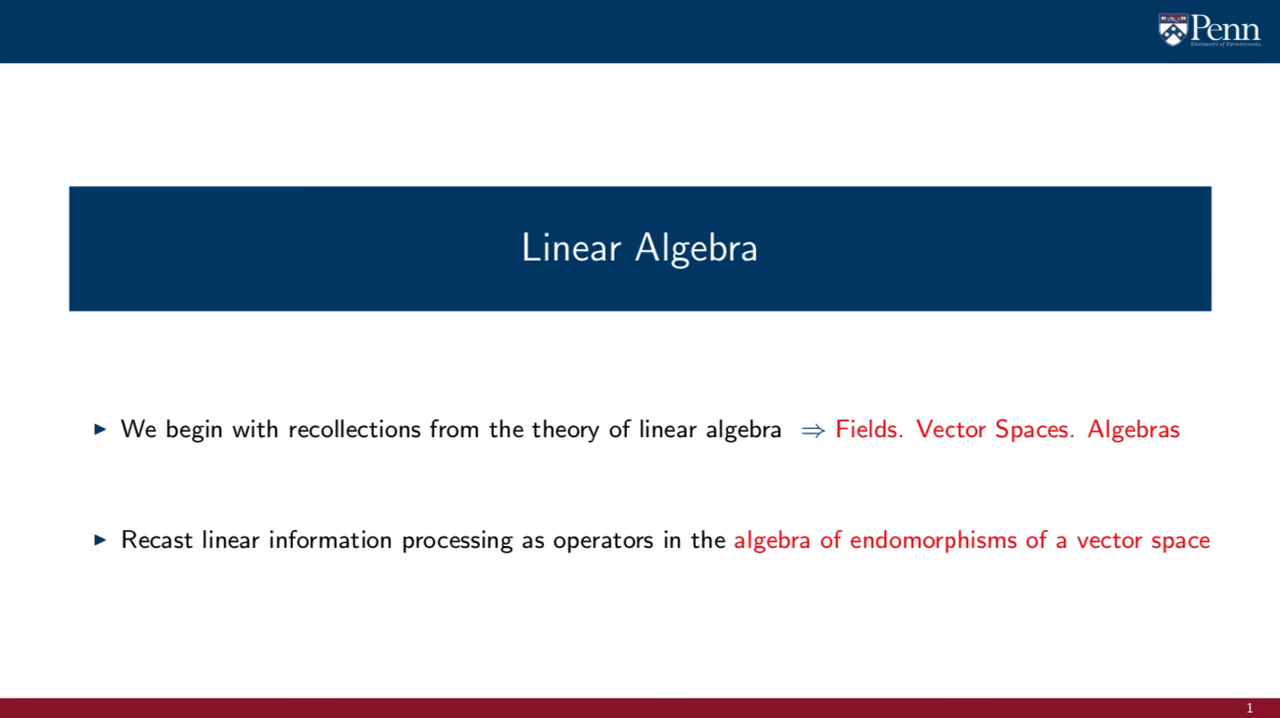 Penn
University of Pennsylvania
Linear Algebra
▶ We begin with recollections from the theory of linear algebra ⇒ Fields. Vector Spaces. Algebras
▶ Recast linear information processing as operators in the algebra of endomorphisms of a vector space
1